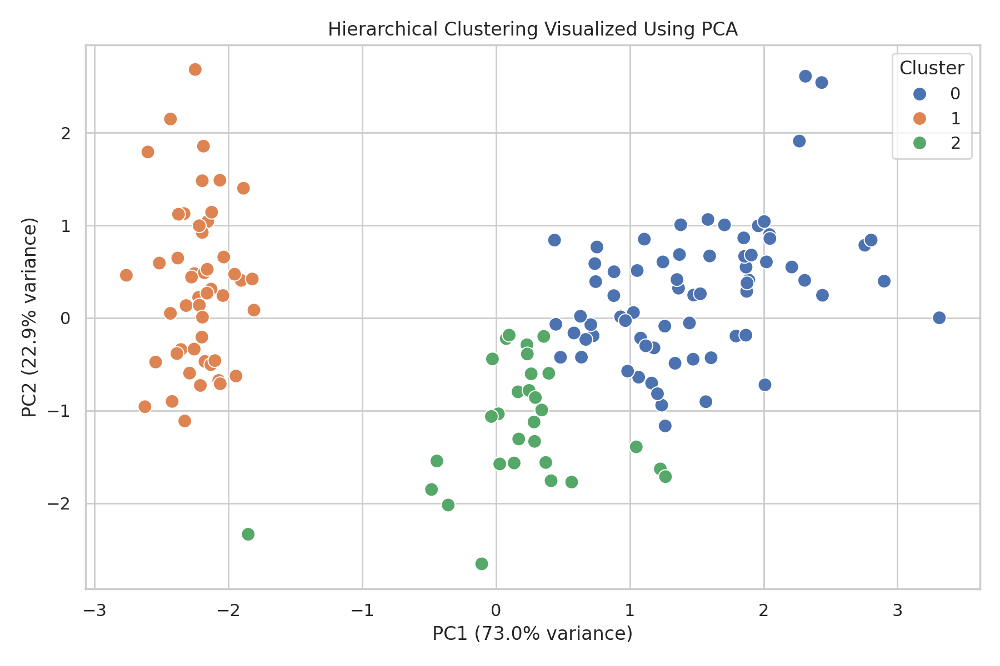 Hierarchical Clustering Visualized Using PCA
Cluster
0
1
2
PC2 (22.9% variance)
2
1
0
−1
−2
−3 −2 −1 0 1 2 3
PC1 (73.0% variance)